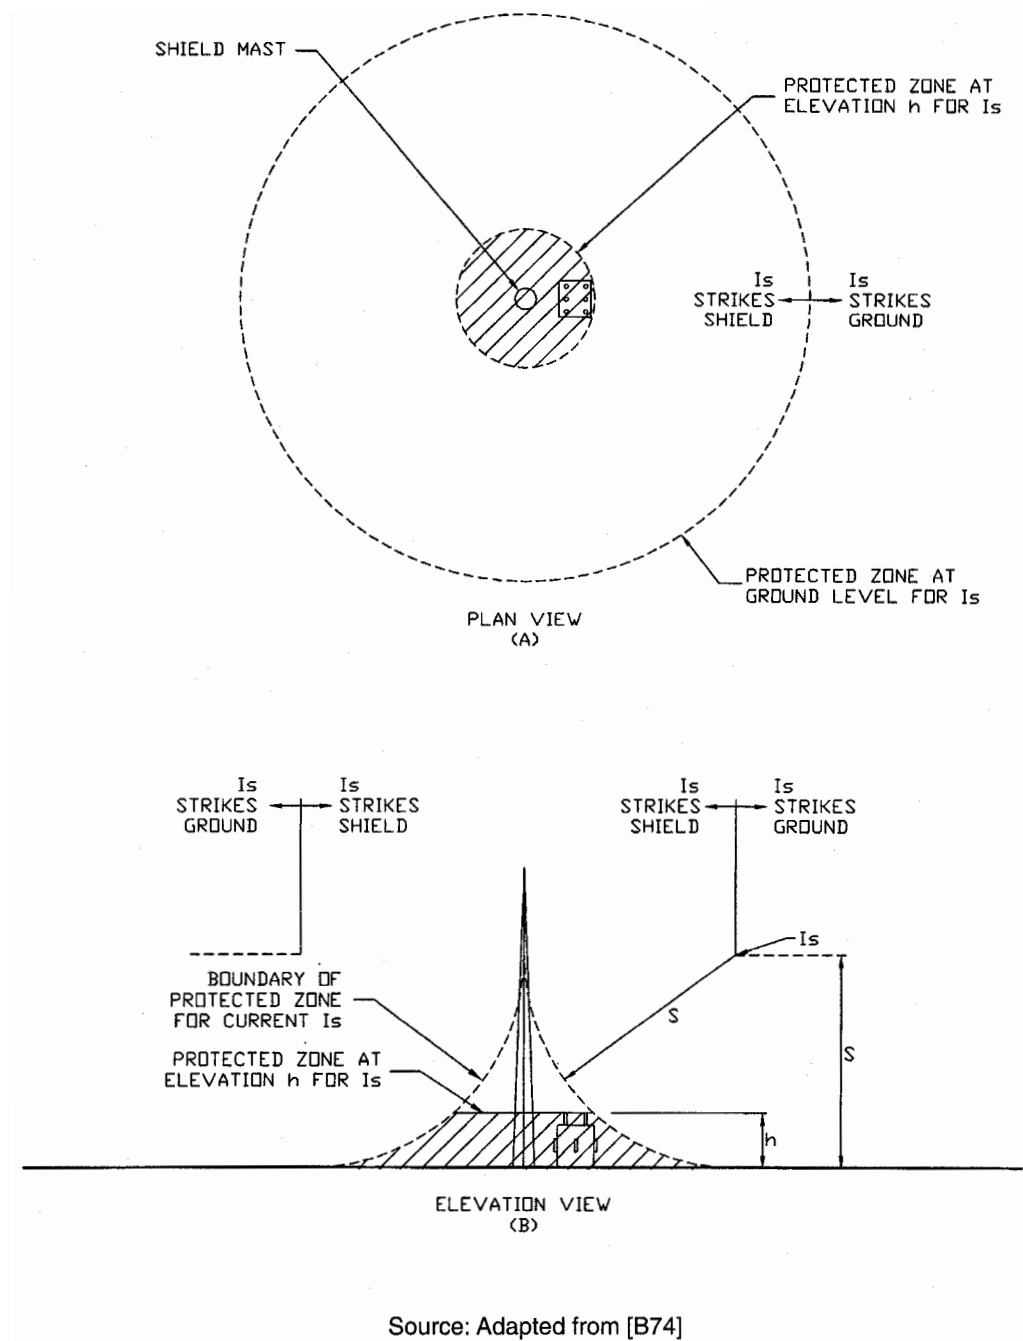 SHIELD MAST
PROTECTED ZONE AT
ELEVATION h FOR Is
Is
STRIKES
SHIELD
Is
STRIKES
GROUND
PROTECTED ZONE AT
GROUND LEVEL FOR Is
PLAN VIEW
(A)
Is
STRIKES
GROUND
Is
STRIKES
SHIELD
Is
STRIKES
SHIELD
Is
STRIKES
GROUND
Is
BOUNDARY OF
PROTECTED ZONE
FOR CURRENT Is
S
S
PROTECTED ZONE AT
ELEVATION h FOR Is
h
ELEVATION VIEW
(B)
Source: Adapted from [B74]